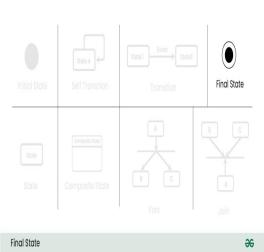 Initial State
Self Transition
Transition
Final State
State
Composite State
Fork
Join
Final State